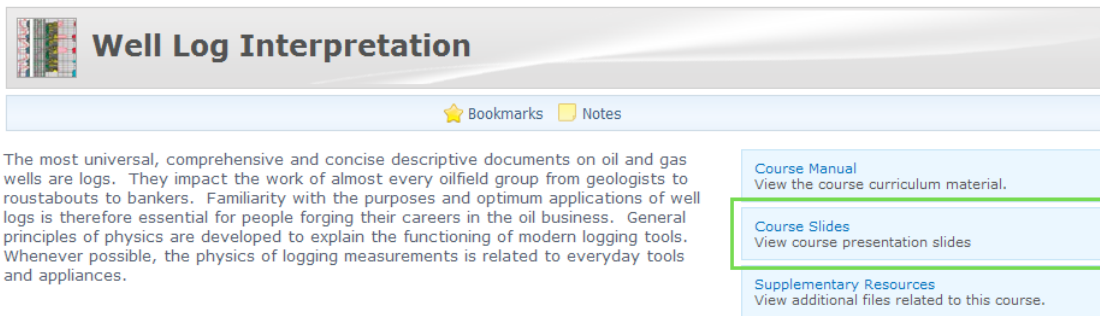 Well Log Interpretation
Bookmarks Notes
The most universal, comprehensive and concise descriptive documents on oil and gas
wells are logs.  They impact the work of almost every oilfield group from geologists to
roustabouts to bankers.  Familiarity with the purposes and optimum applications of well
logs is therefore essential for people forging their careers in the oil business.  General
principles of physics are developed to explain the functioning of modern logging tools.
Whenever possible, the physics of logging measurements is related to everyday tools
and appliances.
Course Manual
View the course curriculum material.
Course Slides
View course presentation slides
Supplementary Resources
View additional files related to this course.